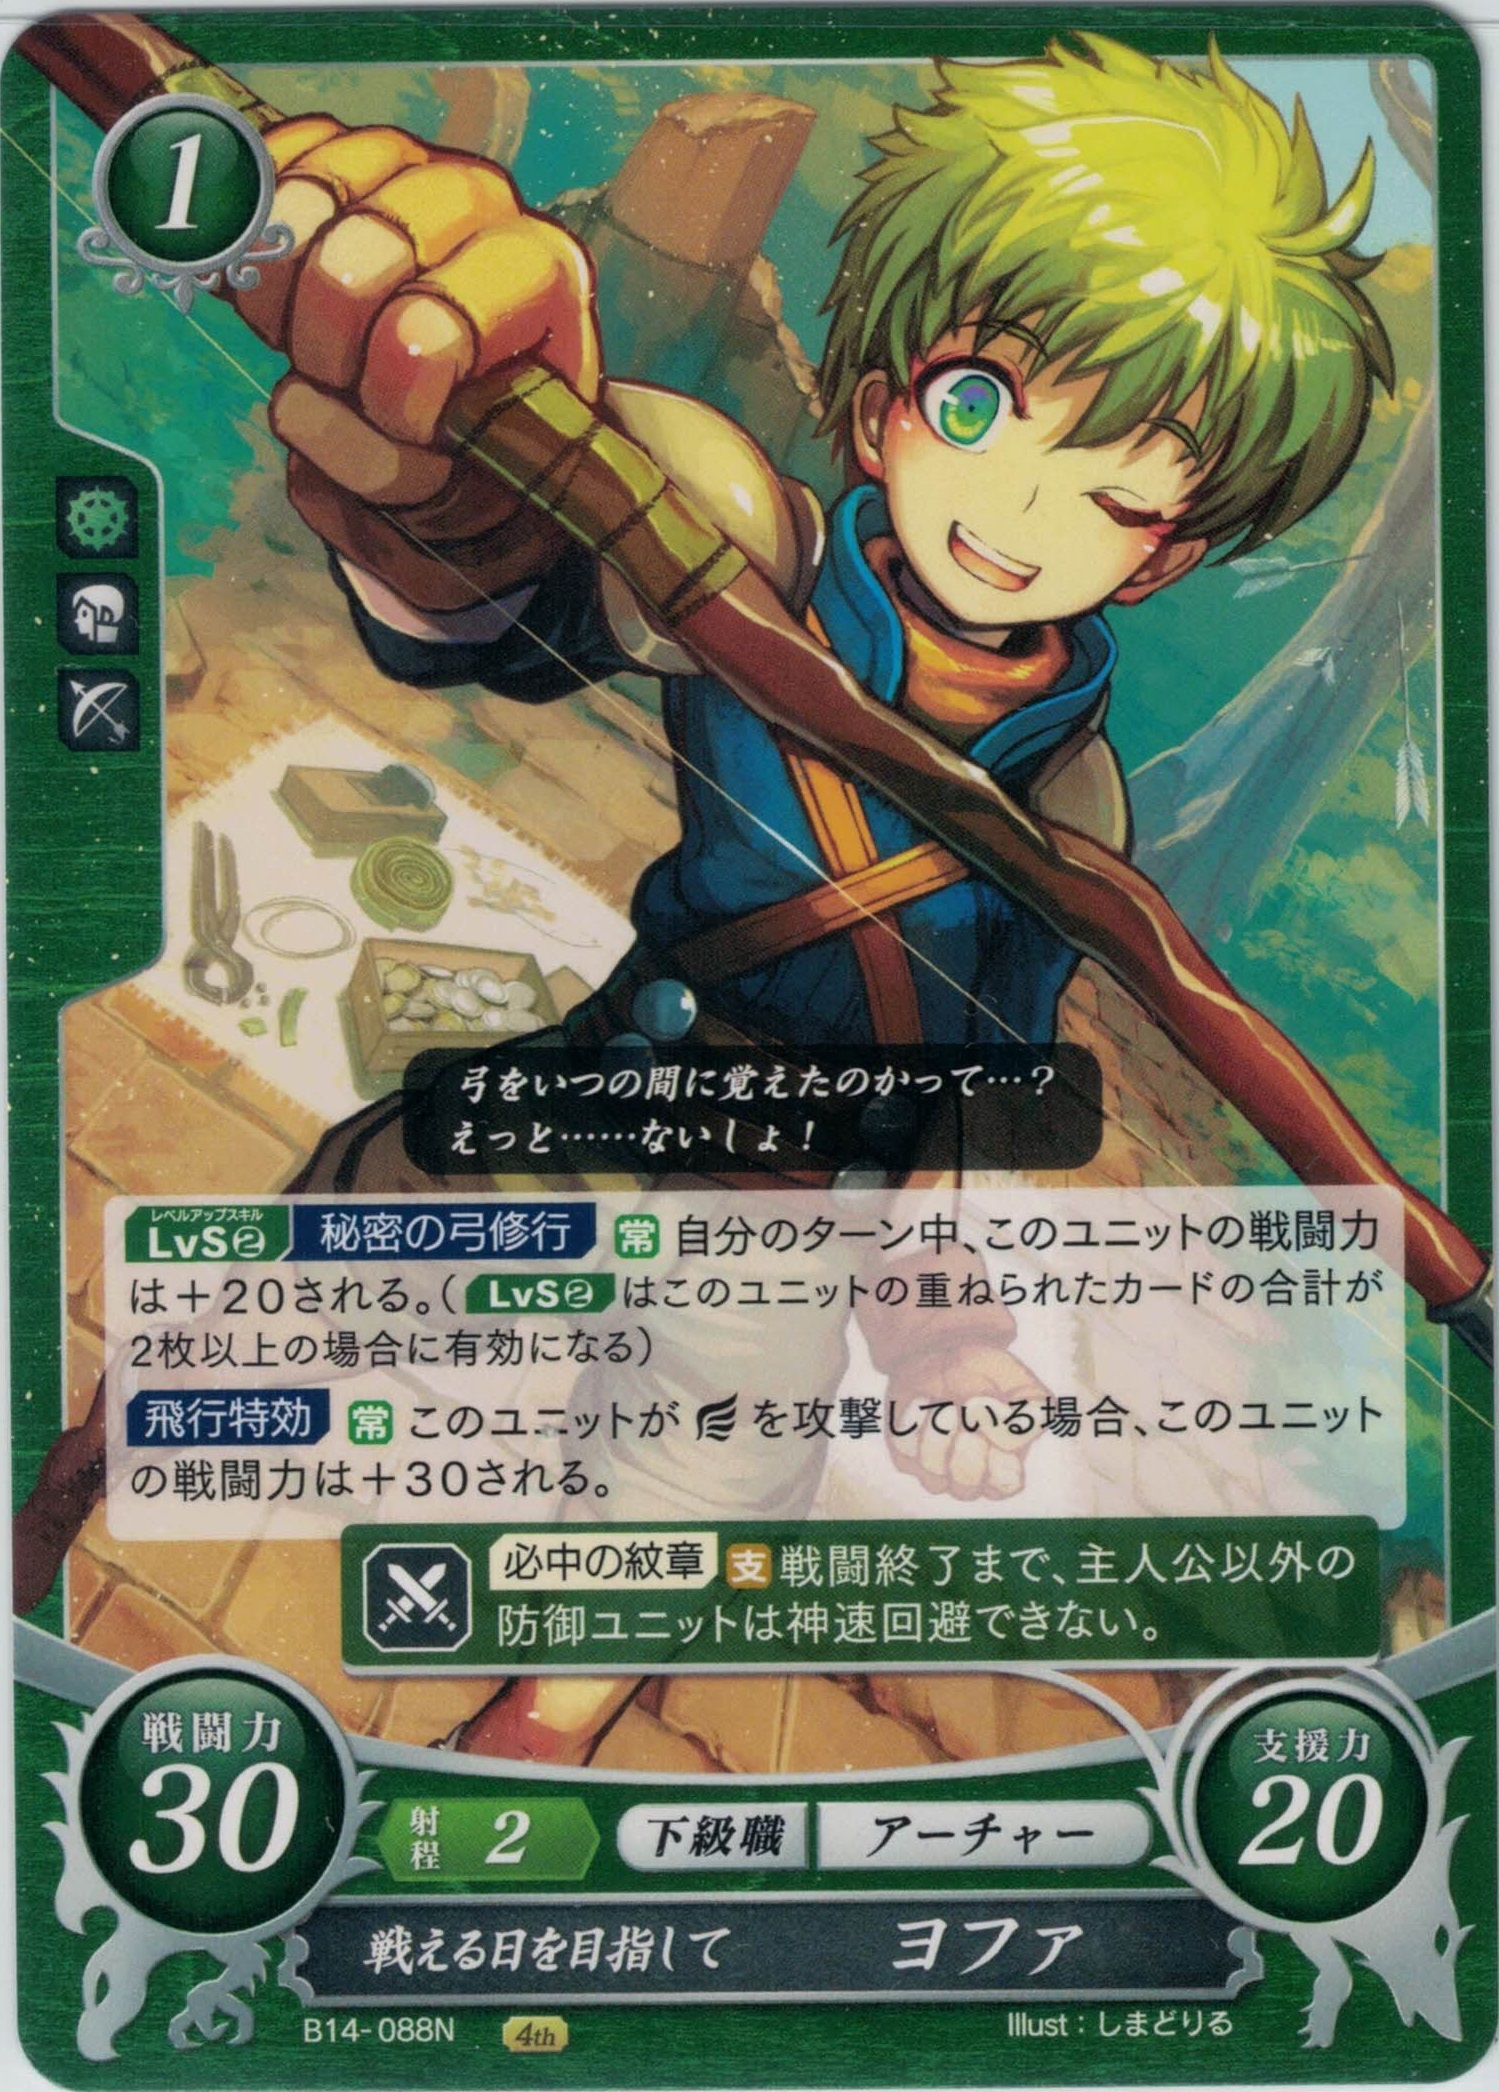 1
弓をいつの間に覚えたのかって…?
えっと……ないしょ!
レベルアップスキル
LvS② 秘密の弓修行 常 自分のターン中、このユニットの戦闘力
は+20される。(LvS②はこのユニットの重ねられたカードの合計が
2枚以上の場合に有効になる)
飛行特効 常 このユニットが を攻撃している場合、このユニット
の戦闘力は+30される。
必中の紋章 支 戦闘終了まで、主人公以外の
防御ユニットは神速回避できない。
戦闘力
30
射程 2
下級職 アーチャー
支援力
20
戦える日を目指して ヨファ
B14-088N 4th Illust:しまどりる